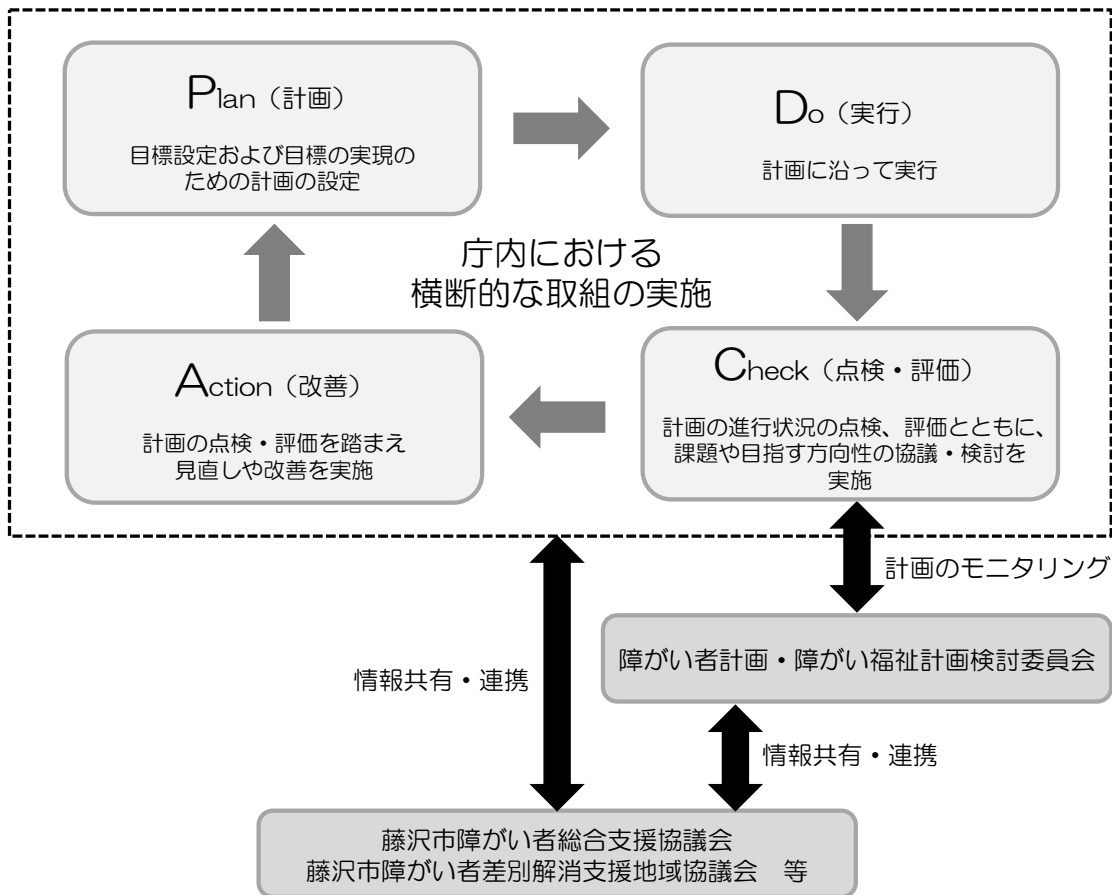 Plan（計画）
目標設定および目標の実現の
ための計画の設定
Do（実行）
計画に沿って実行
庁内における
横断的な取組の実施
Action（改善）
計画の点検・評価を踏まえ
見直しや改善を実施
Check（点検・評価）
計画の進行状況の点検、評価とともに、
課題や目指す方向性の協議・検討を
実施
計画のモニタリング
障がい者計画・障がい福祉計画検討委員会
情報共有・連携
情報共有・連携
藤沢市障がい者総合支援協議会
藤沢市障がい者差別解消支援地域協議会　等